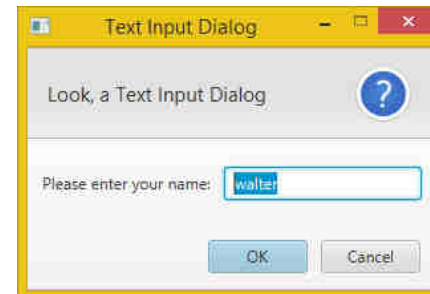 Text Input Dialog
Look, a Text Input Dialog
Please enter your name: walter
OK Cancel